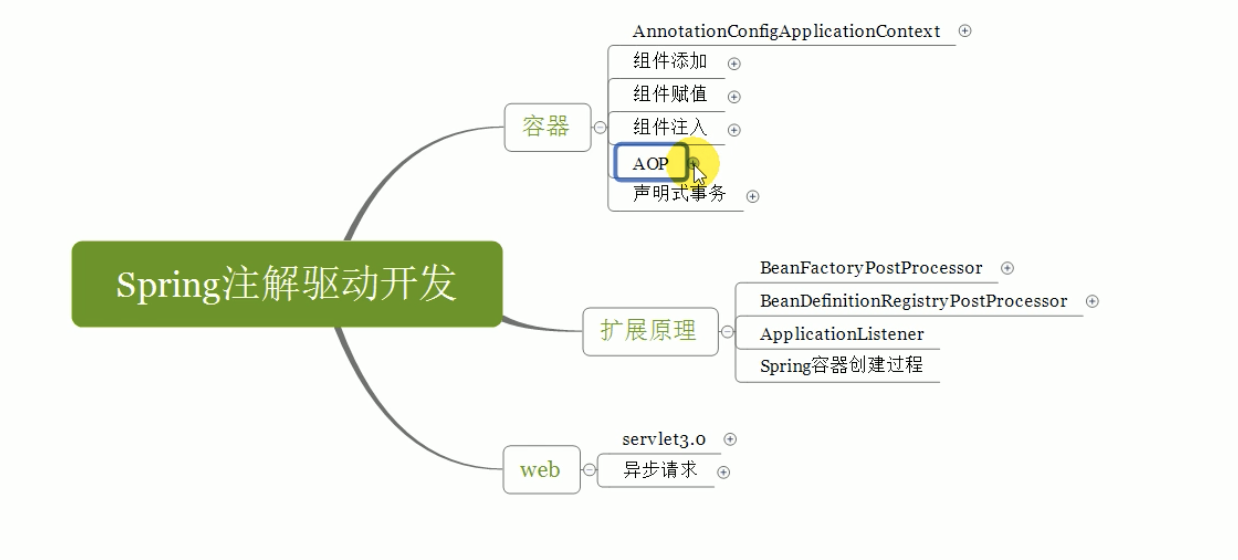 Spring注解驱动开发
容器
AnnotationConfigApplicationContext
组件添加
组件赋值
组件注入
AOP
声明式事务
扩展原理
BeanFactoryPostProcessor
BeanDefinitionRegistryPostProcessor
ApplicationListener
Spring容器创建过程
web
servlet3.0
异步请求